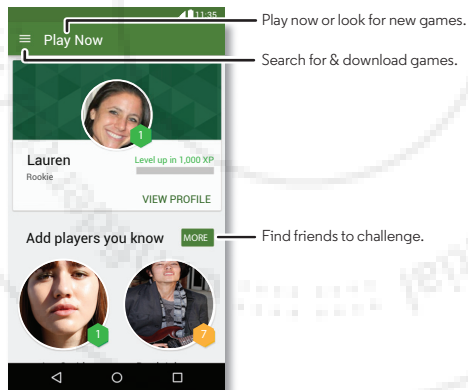 11:35
Play Now
Play now or look for new games.
Search for & download games.
1
Lauren
Level up in 1,000 XP
Rookie
VIEW PROFILE
Add players you know
MORE
Find friends to challenge.
1
7